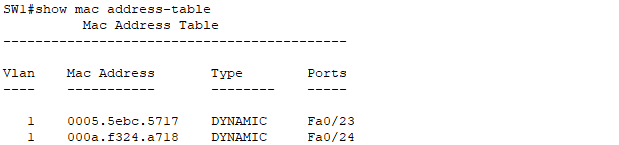 SW1#show mac address-table
Mac Address Table
-------------------------------------------
Vlan Mac Address Type Ports
---- ----------- -------- -----
1 0005.5ebc.5717 DYNAMIC Fa0/23
1 000a.f324.a718 DYNAMIC Fa0/24